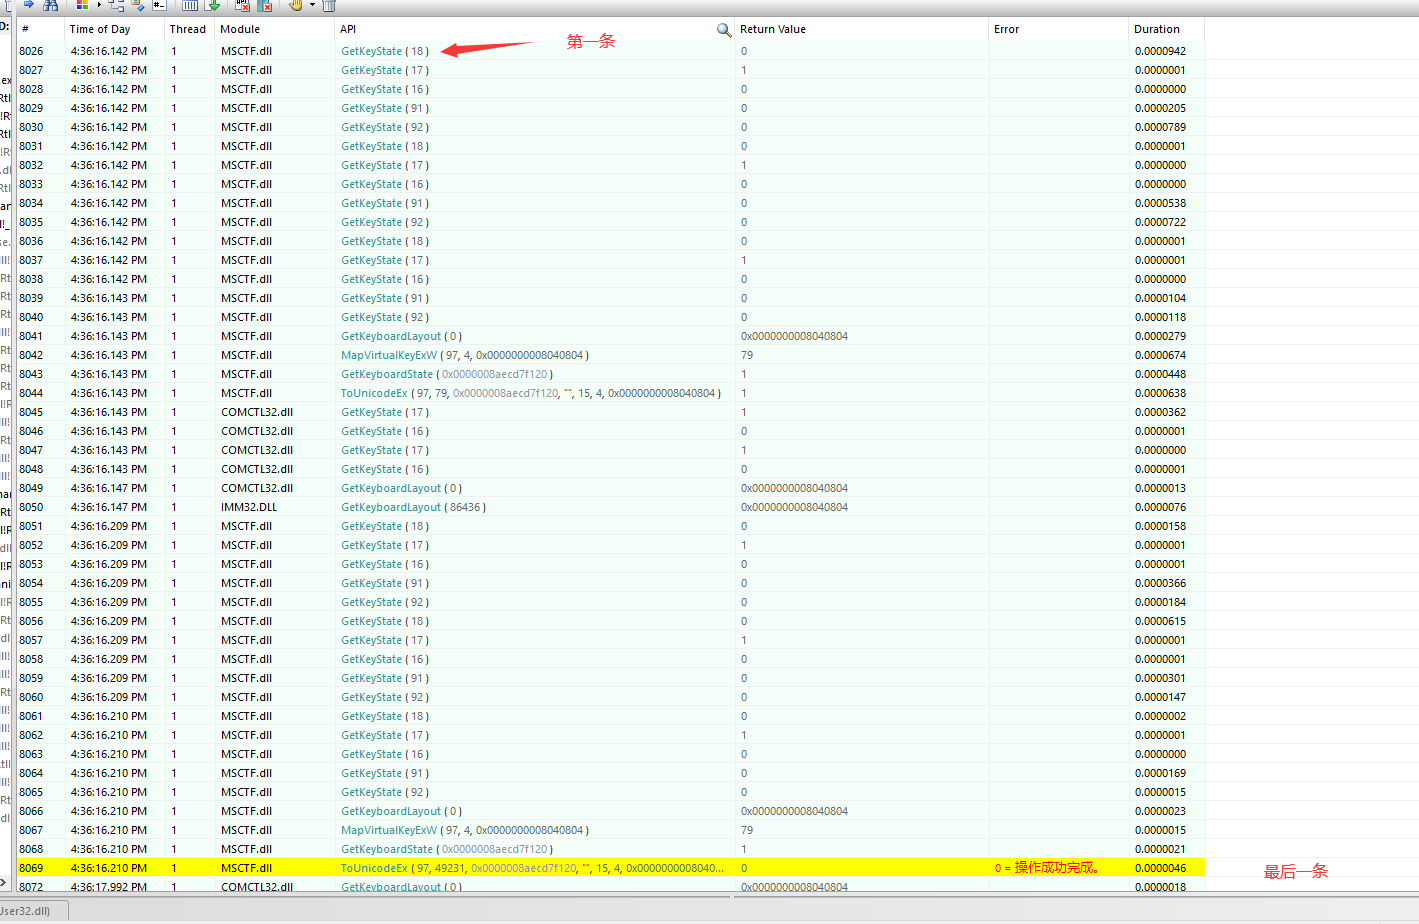 # Time of Day Thread Module API Return Value Error Duration
8026 4:36:16.142 PM 1 MSCTF.dll GetKeyState ( 18 ) 0 0.0000942
第一条
8027 4:36:16.142 PM 1 MSCTF.dll GetKeyState ( 17 ) 1 0.0000001
8028 4:36:16.142 PM 1 MSCTF.dll GetKeyState ( 16 ) 0 0.0000000
8029 4:36:16.142 PM 1 MSCTF.dll GetKeyState ( 91 ) 0 0.0000205
8030 4:36:16.142 PM 1 MSCTF.dll GetKeyState ( 92 ) 0 0.0000789
8031 4:36:16.142 PM 1 MSCTF.dll GetKeyState ( 18 ) 0 0.0000001
8032 4:36:16.142 PM 1 MSCTF.dll GetKeyState ( 17 ) 1 0.0000000
8033 4:36:16.142 PM 1 MSCTF.dll GetKeyState ( 16 ) 0 0.0000000
8034 4:36:16.142 PM 1 MSCTF.dll GetKeyState ( 91 ) 0 0.0000538
8035 4:36:16.142 PM 1 MSCTF.dll GetKeyState ( 92 ) 0 0.0000722
8036 4:36:16.142 PM 1 MSCTF.dll GetKeyState ( 18 ) 0 0.0000001
8037 4:36:16.142 PM 1 MSCTF.dll GetKeyState ( 17 ) 1 0.0000001
8038 4:36:16.142 PM 1 MSCTF.dll GetKeyState ( 16 ) 0 0.0000000
8039 4:36:16.143 PM 1 MSCTF.dll GetKeyState ( 91 ) 0 0.0000104
8040 4:36:16.143 PM 1 MSCTF.dll GetKeyState ( 92 ) 0 0.0000118
8041 4:36:16.143 PM 1 MSCTF.dll GetKeyboardLayout ( 0 ) 0x0000000008040804 0.0000279
8042 4:36:16.143 PM 1 MSCTF.dll MapVirtualKeyExW ( 97, 4, 0x0000000008040804 ) 79 0.0000674
8043 4:36:16.143 PM 1 MSCTF.dll GetKeyboardState ( 0x0000008aecd7f120 ) 1 0.0000448
8044 4:36:16.143 PM 1 MSCTF.dll ToUnicodeEx ( 97, 79, 0x0000008aecd7f120, "", 15, 4, 0x0000000008040804 ) 1 0.0000638
8045 4:36:16.143 PM 1 COMCTL32.dll GetKeyState ( 17 ) 1 0.0000362
8046 4:36:16.143 PM 1 COMCTL32.dll GetKeyState ( 16 ) 0 0.0000001
8047 4:36:16.143 PM 1 COMCTL32.dll GetKeyState ( 17 ) 1 0.0000000
8048 4:36:16.143 PM 1 COMCTL32.dll GetKeyState ( 16 ) 0 0.0000001
8049 4:36:16.147 PM 1 COMCTL32.dll GetKeyboardLayout ( 0 ) 0x0000000008040804 0.0000013
8050 4:36:16.147 PM 1 IMM32.DLL GetKeyboardLayout ( 86436 ) 0x0000000008040804 0.0000076
8051 4:36:16.209 PM 1 MSCTF.dll GetKeyState ( 18 ) 0 0.0000158
8052 4:36:16.209 PM 1 MSCTF.dll GetKeyState ( 17 ) 1 0.0000001
8053 4:36:16.209 PM 1 MSCTF.dll GetKeyState ( 16 ) 0 0.0000001
8054 4:36:16.209 PM 1 MSCTF.dll GetKeyState ( 91 ) 0 0.0000366
8055 4:36:16.209 PM 1 MSCTF.dll GetKeyState ( 92 ) 0 0.0000184
8056 4:36:16.209 PM 1 MSCTF.dll GetKeyState ( 18 ) 0 0.0000615
8057 4:36:16.209 PM 1 MSCTF.dll GetKeyState ( 17 ) 1 0.0000001
8058 4:36:16.209 PM 1 MSCTF.dll GetKeyState ( 16 ) 0 0.0000001
8059 4:36:16.209 PM 1 MSCTF.dll GetKeyState ( 91 ) 0 0.0000301
8060 4:36:16.209 PM 1 MSCTF.dll GetKeyState ( 92 ) 0 0.0000147
8061 4:36:16.210 PM 1 MSCTF.dll GetKeyState ( 18 ) 0 0.0000002
8062 4:36:16.210 PM 1 MSCTF.dll GetKeyState ( 17 ) 1 0.0000001
8063 4:36:16.210 PM 1 MSCTF.dll GetKeyState ( 16 ) 0 0.0000000
8064 4:36:16.210 PM 1 MSCTF.dll GetKeyState ( 91 ) 0 0.0000169
8065 4:36:16.210 PM 1 MSCTF.dll GetKeyState ( 92 ) 0 0.0000015
8066 4:36:16.210 PM 1 MSCTF.dll GetKeyboardLayout ( 0 ) 0x0000000008040804 0.0000023
8067 4:36:16.210 PM 1 MSCTF.dll MapVirtualKeyExW ( 97, 4, 0x0000000008040804 ) 79 0.0000015
8068 4:36:16.210 PM 1 MSCTF.dll GetKeyboardState ( 0x0000008aecd7f120 ) 1 0.0000021
8069 4:36:16.210 PM 1 MSCTF.dll ToUnicodeEx ( 97, 49231, 0x0000008aecd7f120, "", 15, 4, 0x0000000008040... 0 0 = 操作成功完成。 0.0000046
最后一条
8072 4:36:17.992 PM 1 COMCTL32.dll GetKeyboardLayout ( 0 ) 0x0000000008040804 0.0000018
User32.dll)